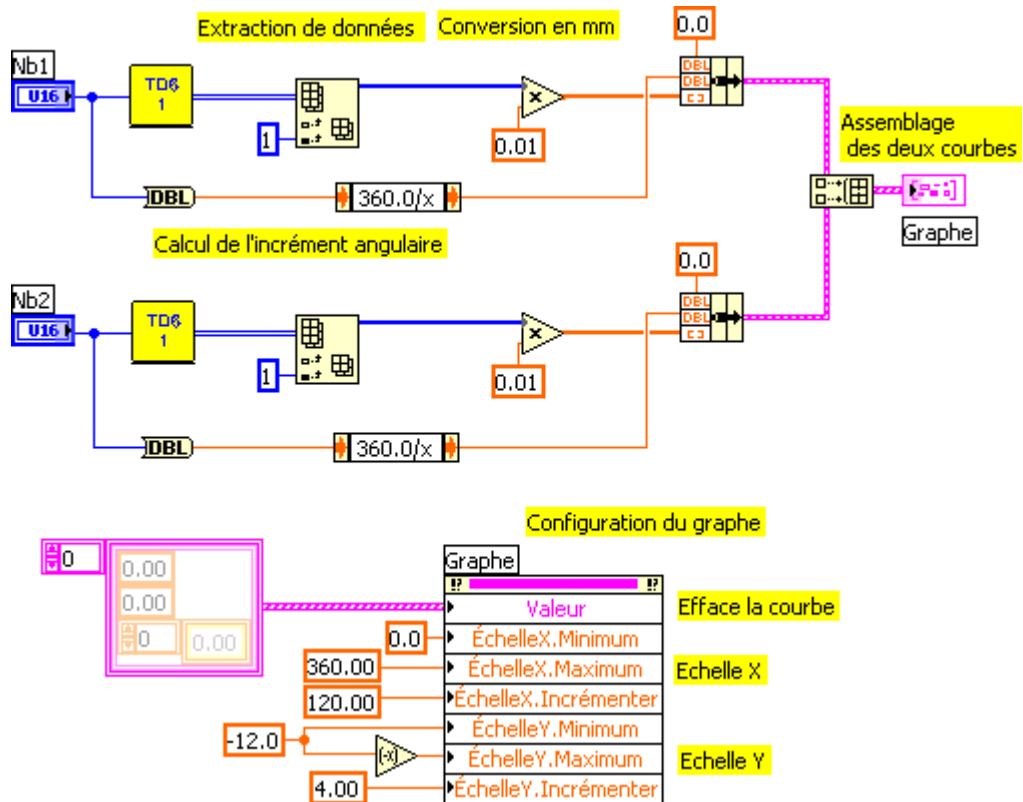 Extraction de données
Conversion en mm
0.0
Nb1
U16
TD6
1
DBL
DBL
1
x
0.01
Assemblage
des deux courbes
DBL
360.0/x
Graphe
Calcul de l'incrément angulaire
0.0
Nb2
U16
TD6
1
DBL
DBL
1
x
0.01
DBL
360.0/x
Configuration du graphe
0
0.00
0.00
0
0.00
Graphe
Valeur
Efface la courbe
0.0
ÉchelleX.Minimum
360.00
ÉchelleX.Maximum
Echelle X
120.00
ÉchelleX.Incrémenter
-12.0
ÉchelleY.Minimum
(-x)
ÉchelleY.Maximum
Echelle Y
4.00
ÉchelleY.Incrémenter